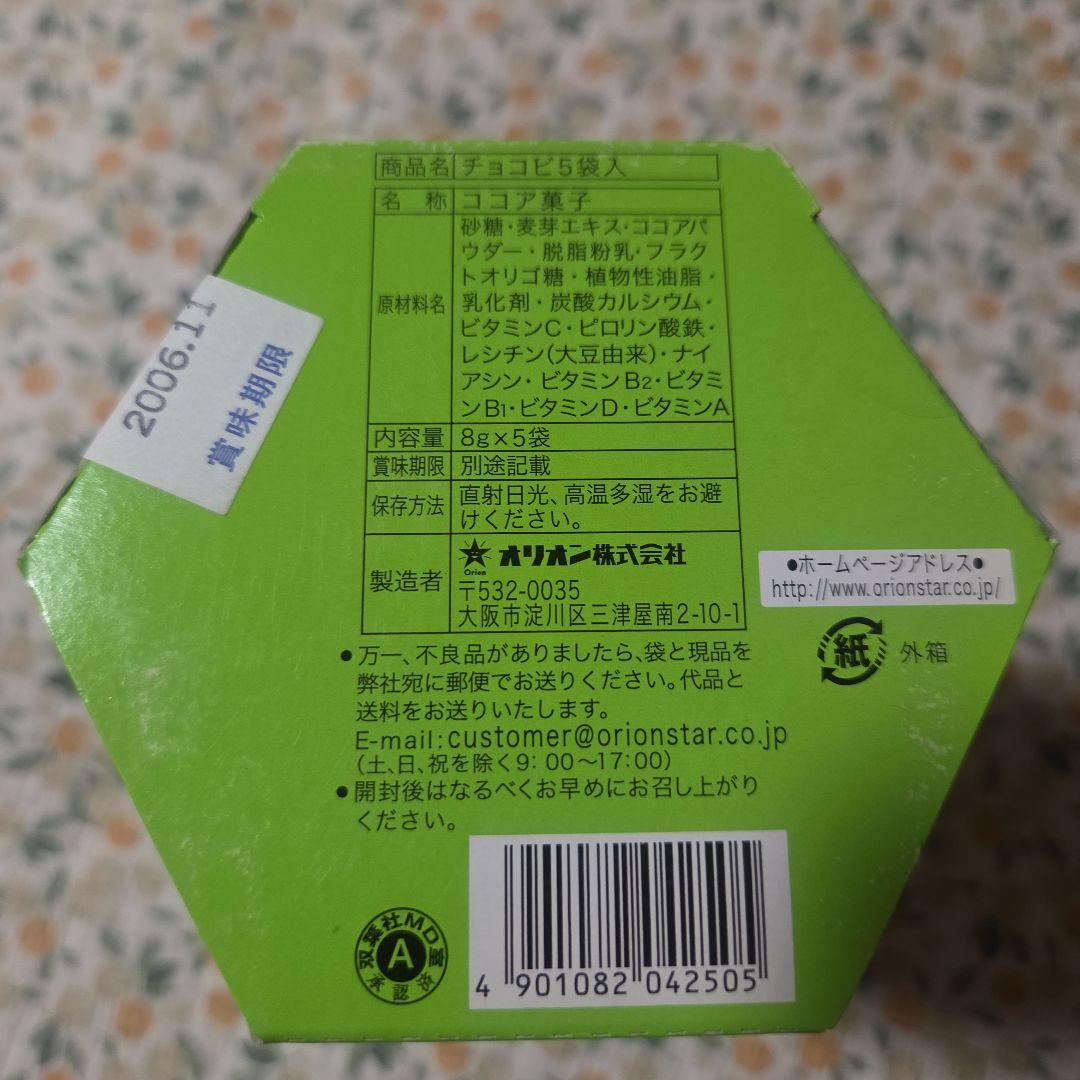 商品名 チョコビ5袋入
名 称 ココア菓子
原材料名
砂糖・麦芽エキス・ココアパ
ウダー・脱脂粉乳・フラク
トオリゴ糖・植物性油脂・
乳化剤・炭酸カルシウム・
ビタミンC・ピロリン酸鉄・
レシチン(大豆由来)・ナイ
アシン・ビタミンB2・ビタミ
ンB1・ビタミンD・ビタミンA
内容量 8g×5袋
賞味期限 別途記載
保存方法
直射日光、高温多湿をお避
けください。
製造者
Orion
オリオン株式会社
〒532-0035
大阪市淀川区三津屋南2-10-1
2006.11
賞味期限
●ホームページアドレス●
http://www.orionstar.co.jp/
紙 外箱
●万一、不良品がありましたら、袋と現品を
弊社宛に郵便でお送りください。代品と
送料をお送りいたします。
E-mail:customer@orionstar.co.jp
(土、日、祝を除く9:00〜17:00)
●開封後はなるべくお早めにお召し上がり
ください。
双葉社MD室
A
承認済
4 901082 042505